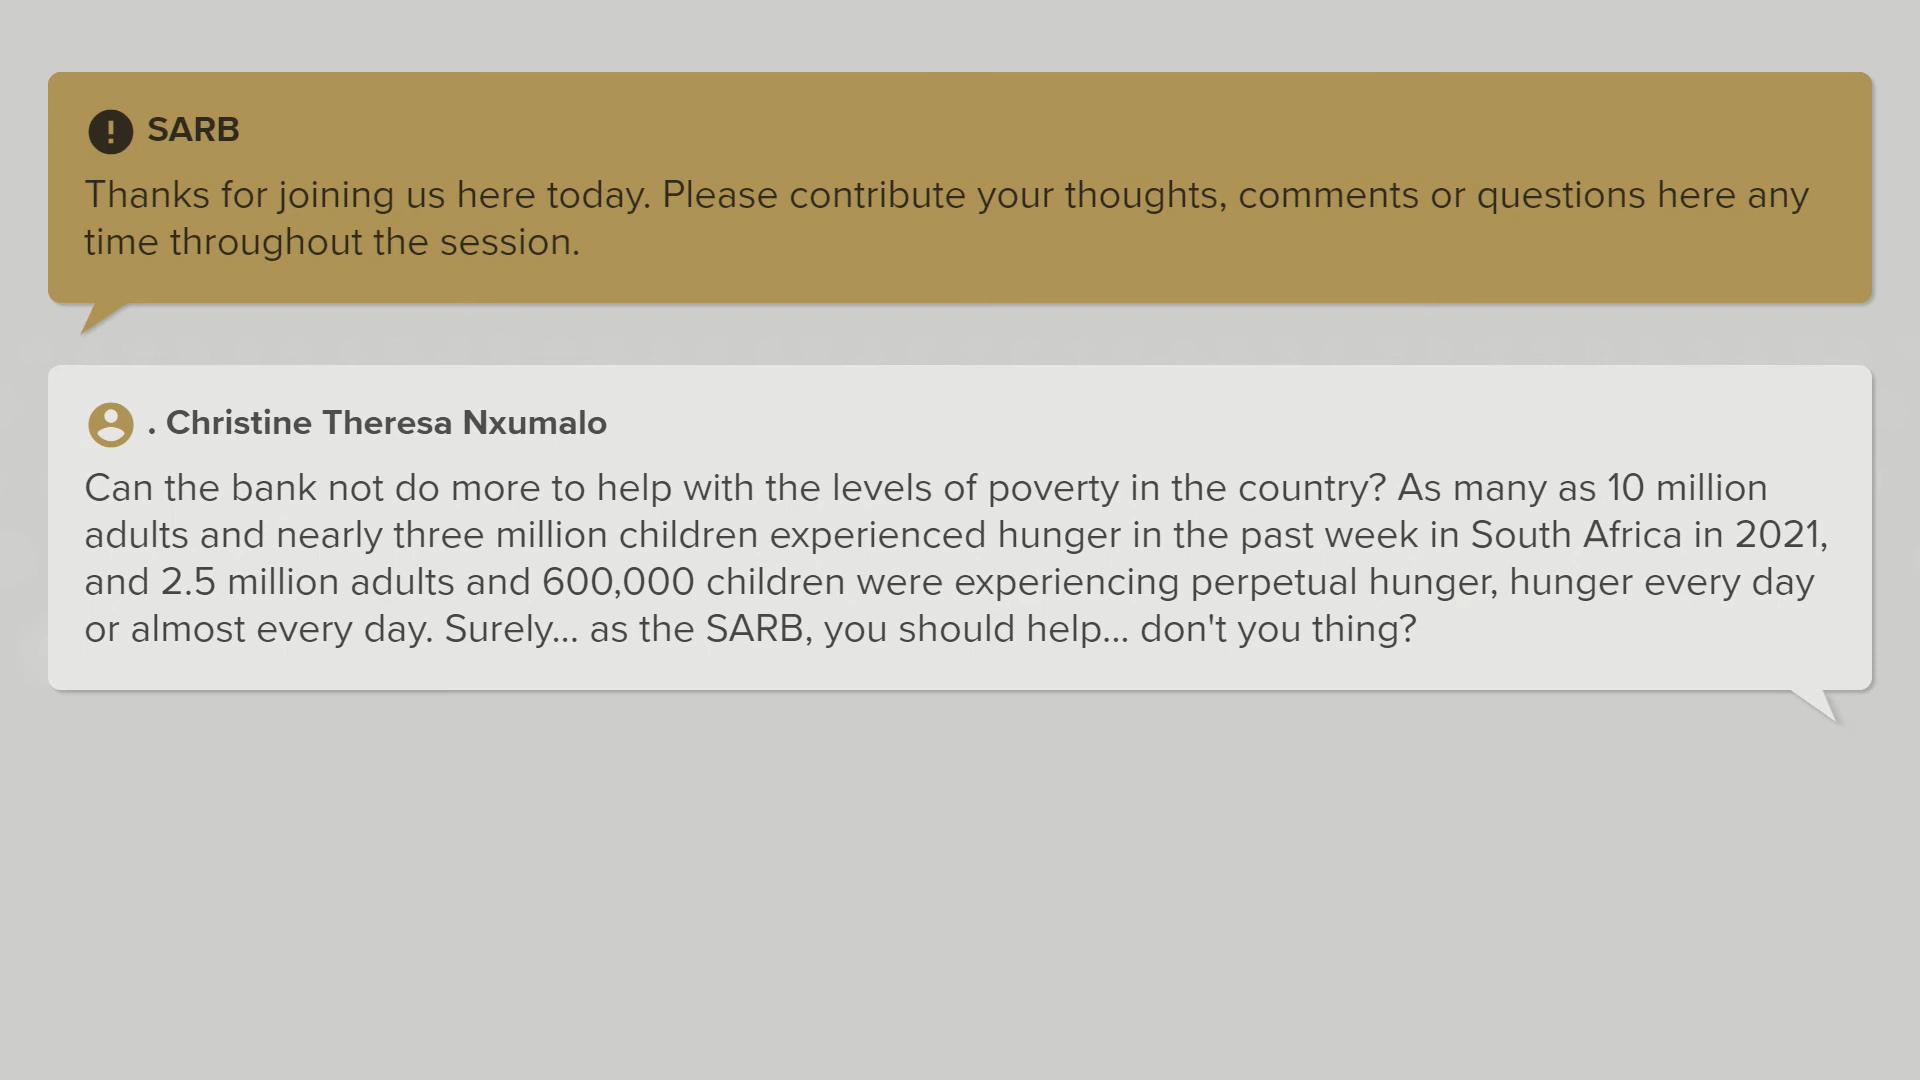 SARB
Thanks for joining us here today. Please contribute your thoughts, comments or questions here any
time throughout the session.
. Christine Theresa Nxumalo
Can the bank not do more to help with the levels of poverty in the country? As many as 10 million
adults and nearly three million children experienced hunger in the past week in South Africa in 2021,
and 2.5 million adults and 600,000 children were experiencing perpetual hunger, hunger every day
or almost every day. Surely... as the SARB, you should help... don't you thing?